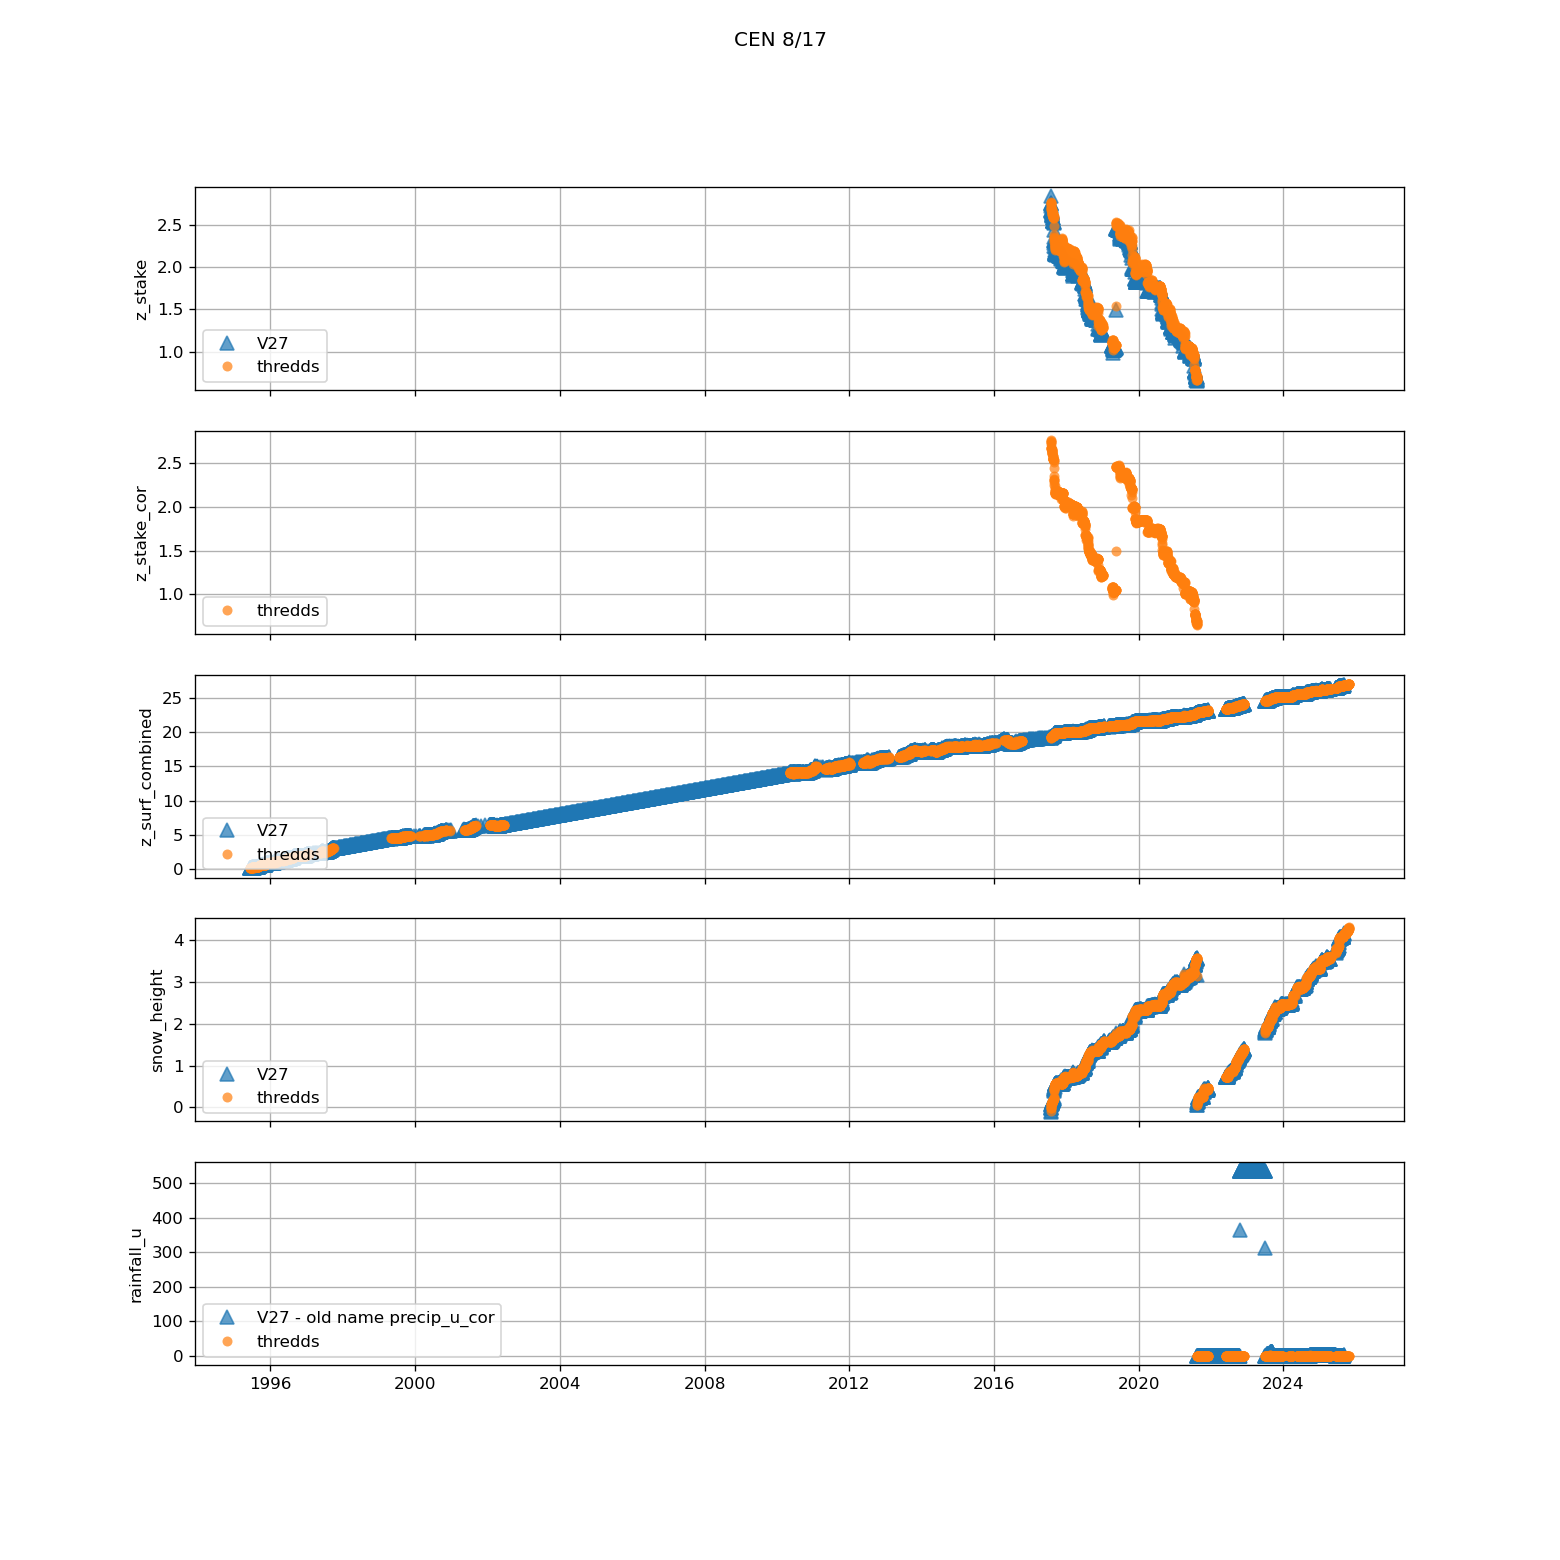 CEN 8/17
z_stake
2.5
2.0
1.5
1.0
V27
thredds
z_stake_cor
2.5
2.0
1.5
1.0
thredds
z_surf_combined
25
20
15
10
5
0
V27
thredds
snow_height
4
3
2
1
0
V27
thredds
rainfall_u
500
400
300
200
100
0
V27 - old name precip_u_cor
thredds
1996 2000 2004 2008 2012 2016 2020 2024